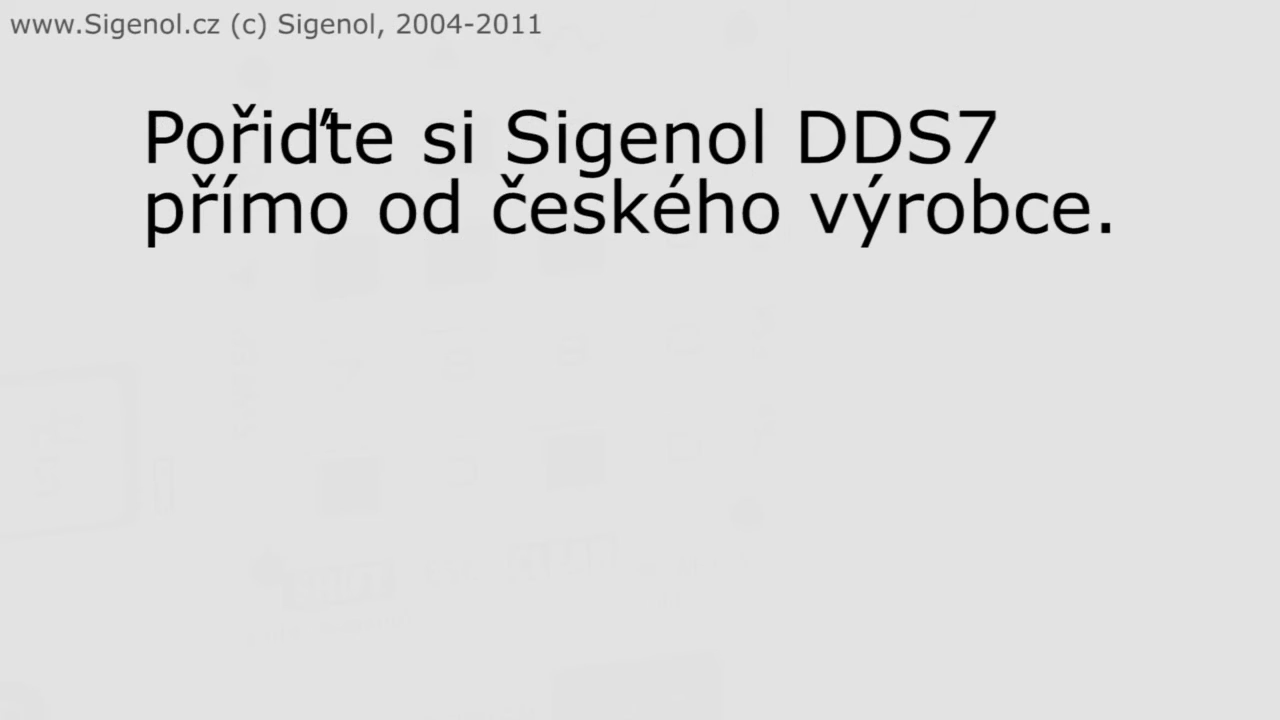 www.Sigenol.cz (c) Sigenol, 2004-2011
Pořiďte si Sigenol DDS7
přímo od českého výrobce.